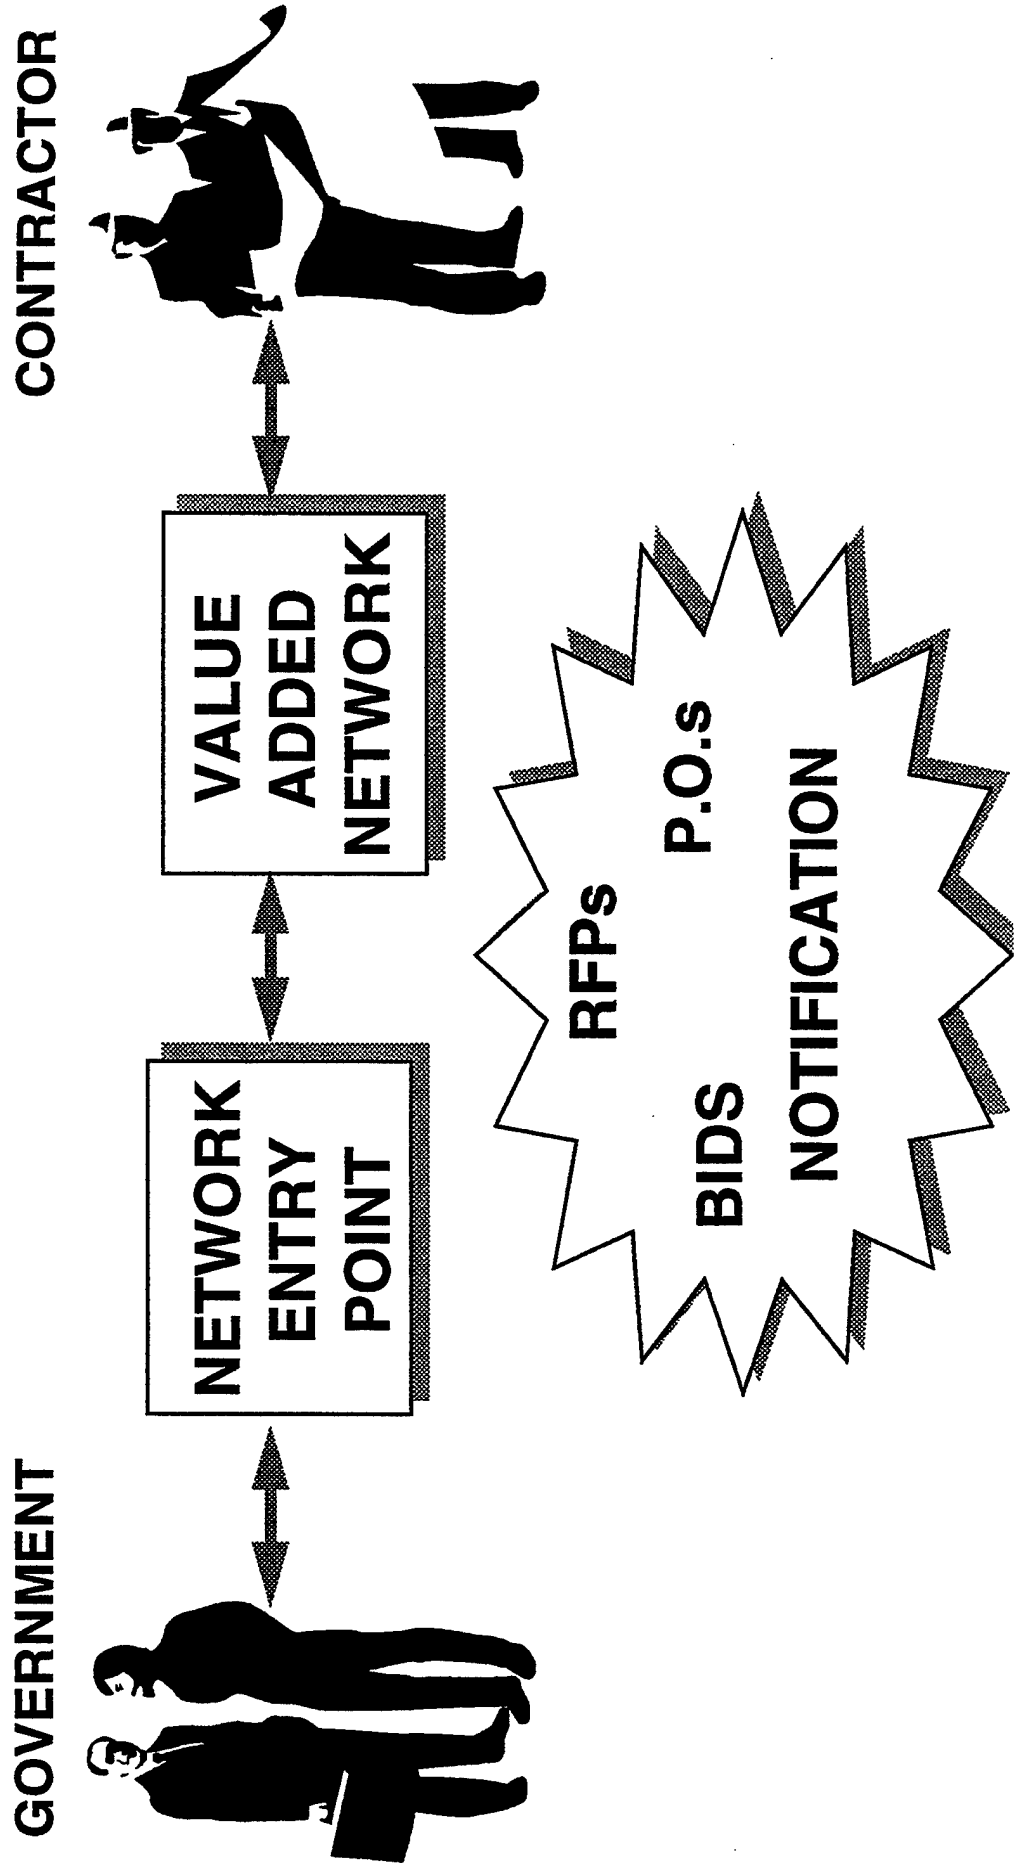 GOVERNMENT
CONTRACTOR
NETWORK
ENTRY
POINT
VALUE
ADDED
NETWORK
RFPs
BIDS
P.O.s
NOTIFICATION